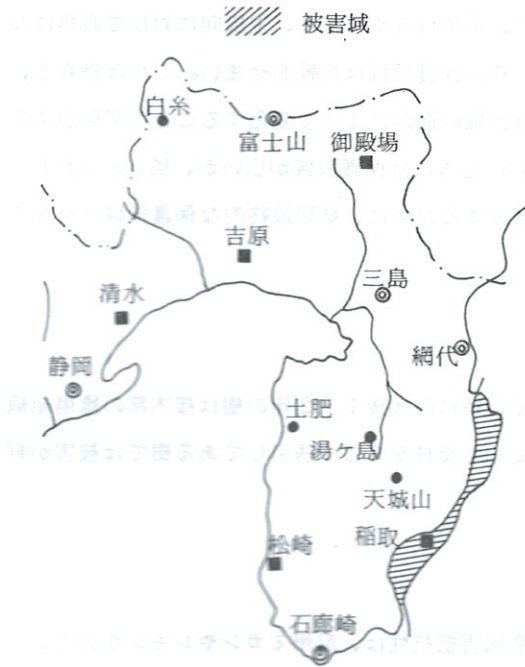 被害域
白糸
富士山
御殿場
吉原
三島
清水
網代
静岡
土肥
湯ヶ島
天城山
稲取
松崎
石廊崎